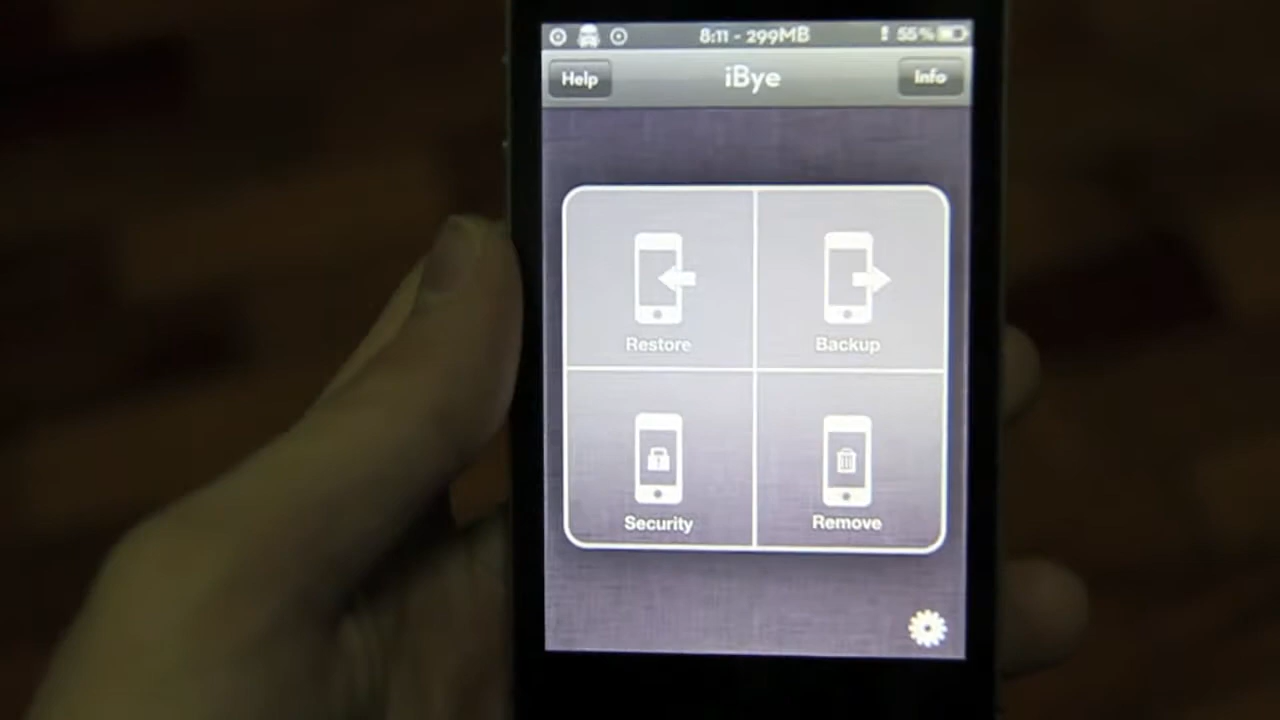 8:11 - 299MB 55%
Help iBye Info
Restore Backup
Security Remove